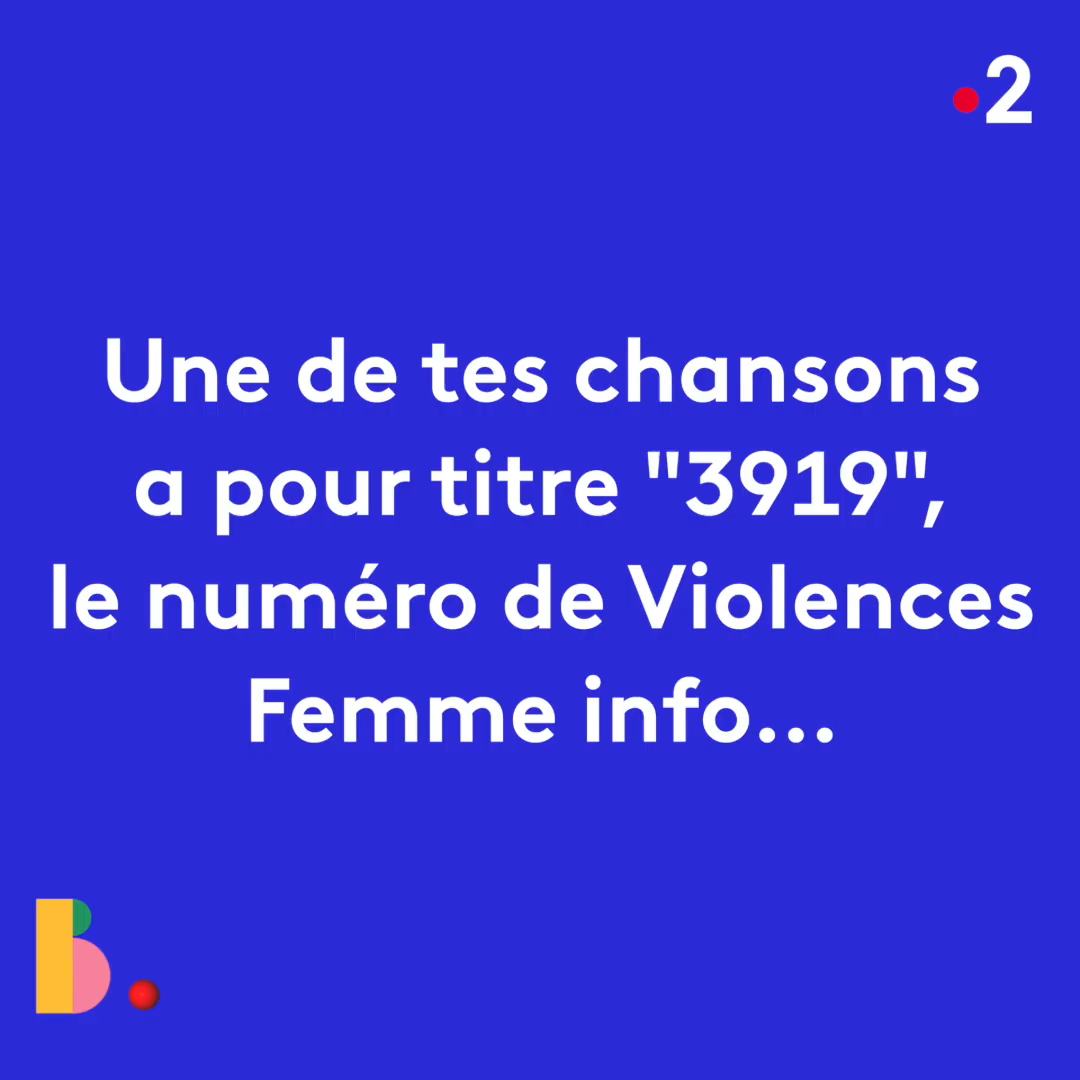 2
Une de tes chansons
a pour titre "3919",
le numéro de Violences
Femme info...
B.